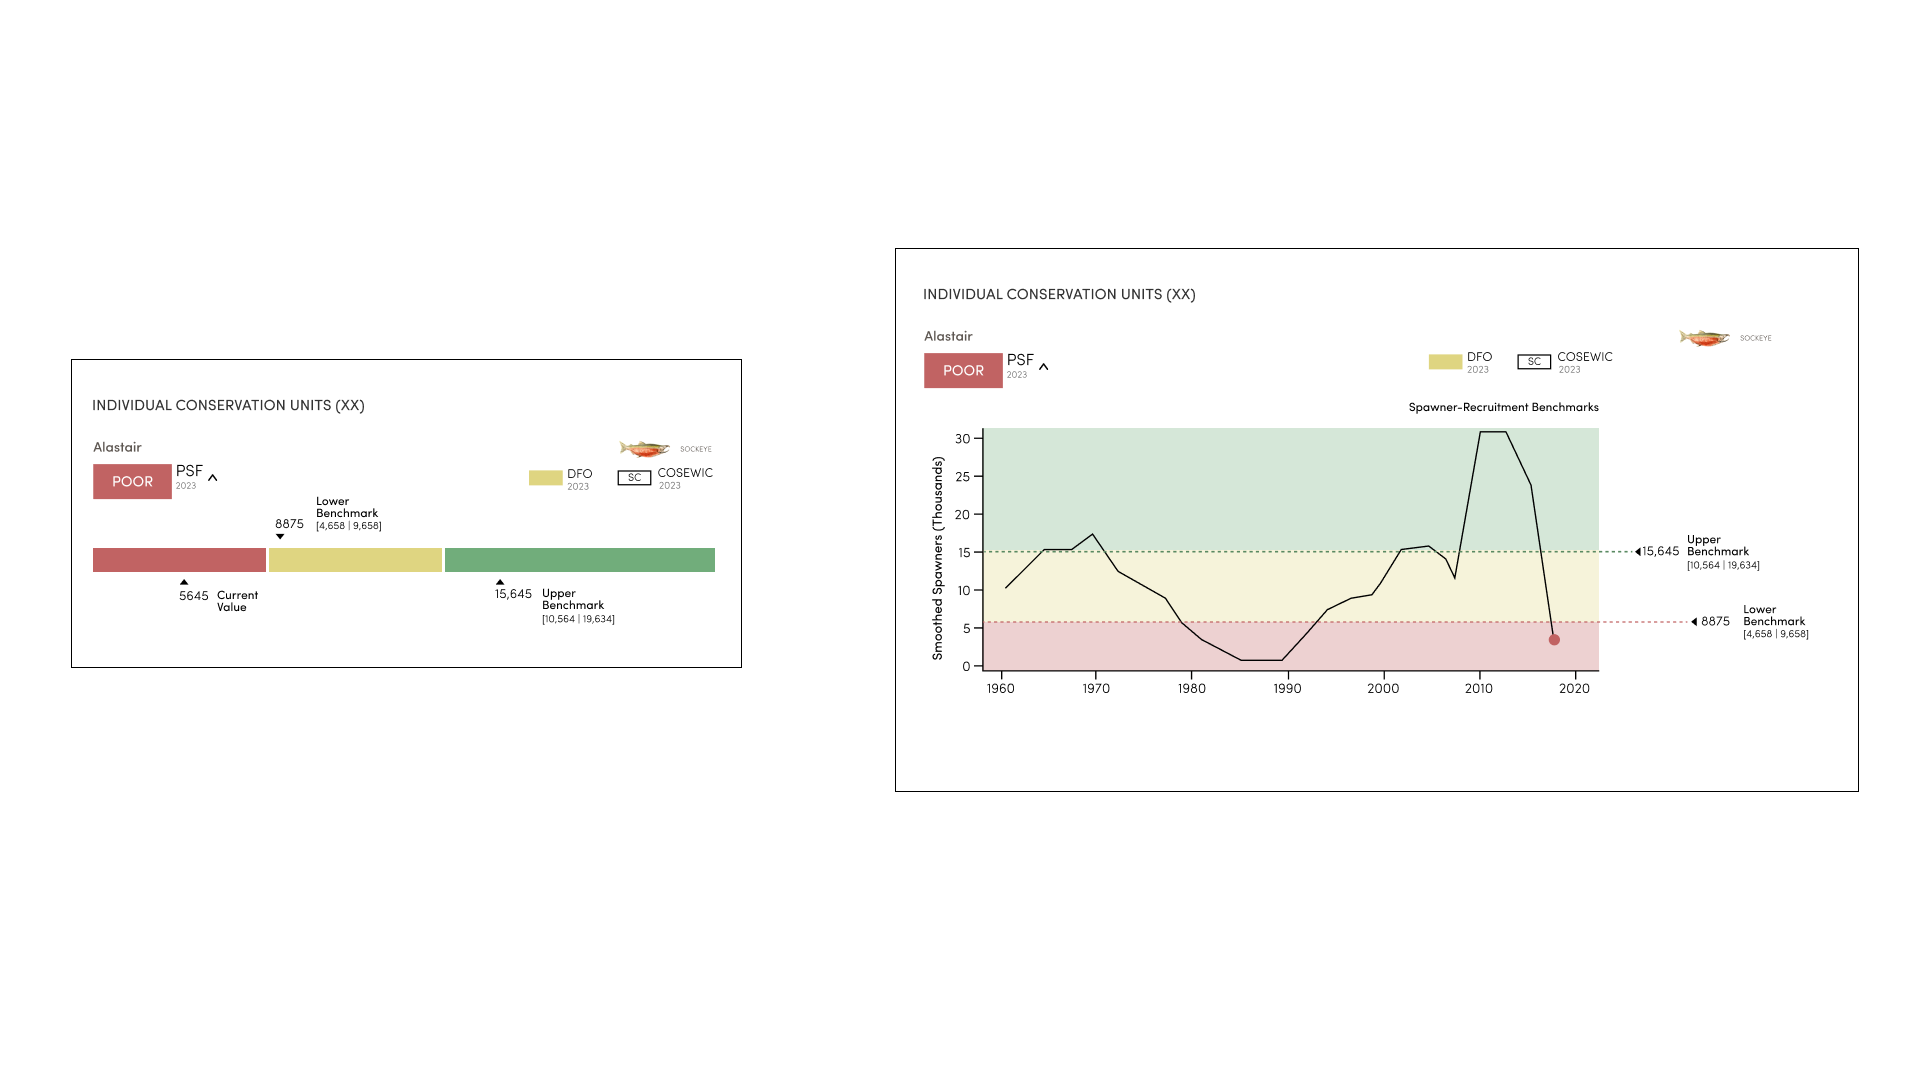 INDIVIDUAL CONSERVATION UNITS (XX)
Alastair
SOCKEYE
POOR
PSF
2023
DFO
2023
SC
COSEWIC
2023
8875
Lower
Benchmark
[4,658 | 9,658]
5645
Current
Value
15,645
Upper
Benchmark
[10,564 | 19,634]
INDIVIDUAL CONSERVATION UNITS (XX)
Alastair
SOCKEYE
POOR
PSF
2023
DFO
2023
SC
COSEWIC
2023
Spawner-Recruitment Benchmarks
Smoothed Spawners (Thousands)
30
25
20
15
10
5
0
1960
1970
1980
1990
2000
2010
2020
15,645
Upper
Benchmark
[10,564 | 19,634]
8875
Lower
Benchmark
[4,658 | 9,658]